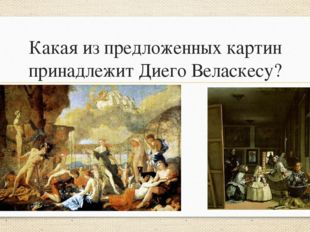 Какая из предложенных картин
принадлежит Диего Веласкесу?